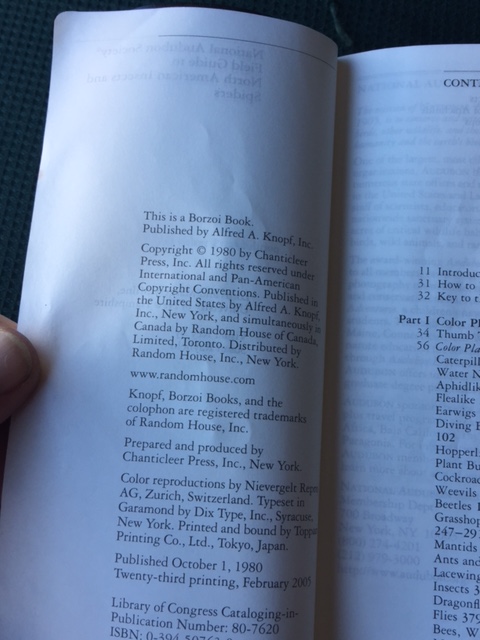 This is a Borzoi Book.
Published by Alfred A. Knopf, Inc.
Copyright © 1980 by Chanticleer
Press, Inc. All rights reserved under
International and Pan-American
Copyright Conventions. Published in
the United States by Alfred A. Knopf,
Inc., New York, and simultaneously in
Canada by Random House of Canada,
Limited, Toronto. Distributed by
Random House, Inc., New York.
www.randomhouse.com
Knopf, Borzoi Books, and the
colophon are registered trademarks
of Random House, Inc.
Prepared and produced by
Chanticleer Press, Inc., New York.
Color reproductions by Nievergelt Repro
AG, Zurich, Switzerland. Typeset in
Garamond by Dix Type, Inc., Syracuse,
New York. Printed and bound by Toppan
Printing Co., Ltd., Tokyo, Japan.
Published October 1, 1980
Twenty-third printing, February 2005
Library of Congress Cataloging-in-
Publication Number: 80-7620
ISBN: 0-394-50763-
CONT
11 Introduc
31 How to
32 Key to t
Part I Color Pl
34 Thumb T
56 Color Pla
Caterpill
Water N
Aphidlik
Flealike
Earwigs
Diving B
102
Hopperli
Plant Bu
Cockroac
Weevils
Beetles 1
Grasshop
247–29
Mantids
Ants and
Lacewing
Insects 3
Dragonfl
Flies 379
Bees, W